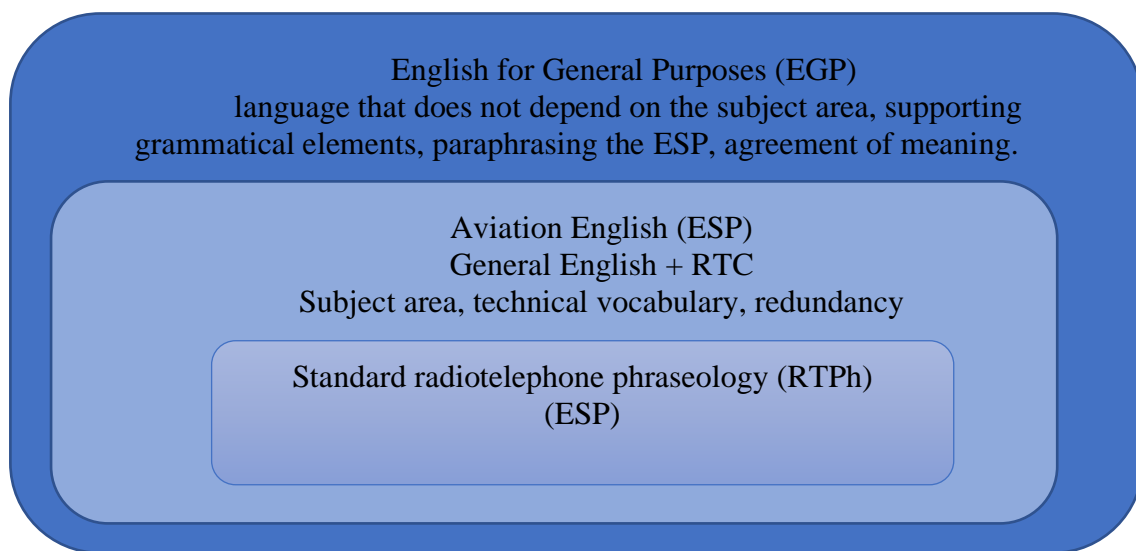 English for General Purposes (EGP)
language that does not depend on the subject area, supporting
grammatical elements, paraphrasing the ESP, agreement of meaning.
Aviation English (ESP)
General English + RTC
Subject area, technical vocabulary, redundancy
Standard radiotelephone phraseology (RTPh)
(ESP)